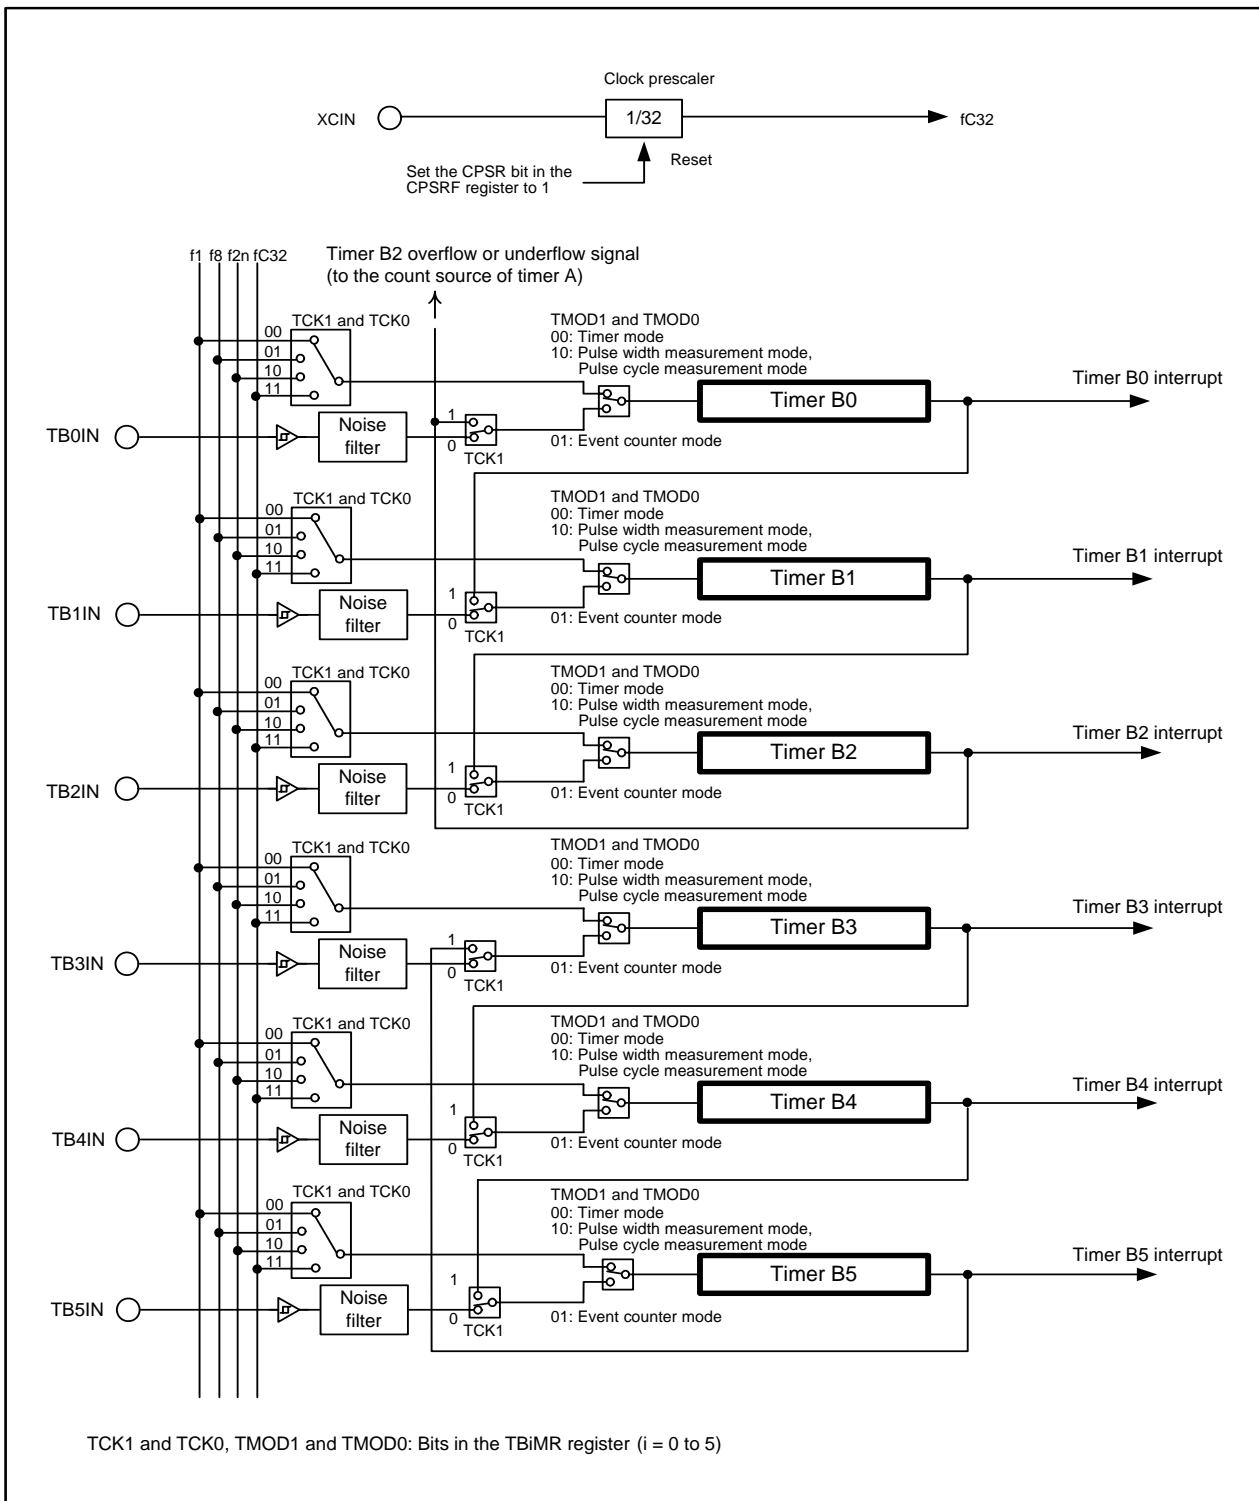 Clock prescaler
XCIN
1/32
fC32
Reset
Set the CPSR bit in the
CPSRF register to 1
f1 f8 f2n fC32
Timer B2 overflow or underflow signal
(to the count source of timer A)
TCK1 and TCK0
00
01
10
11
TMOD1 and TMOD0
00: Timer mode
10: Pulse width measurement mode,
Pulse cycle measurement mode
Timer B0
Timer B0 interrupt
TB0IN
Noise
filter
1
0
TCK1
01: Event counter mode
TCK1 and TCK0
00
01
10
11
TMOD1 and TMOD0
00: Timer mode
10: Pulse width measurement mode,
Pulse cycle measurement mode
Timer B1
Timer B1 interrupt
TB1IN
Noise
filter
1
0
TCK1
01: Event counter mode
TCK1 and TCK0
00
01
10
11
TMOD1 and TMOD0
00: Timer mode
10: Pulse width measurement mode,
Pulse cycle measurement mode
Timer B2
Timer B2 interrupt
TB2IN
Noise
filter
1
0
TCK1
01: Event counter mode
TCK1 and TCK0
00
01
10
11
TMOD1 and TMOD0
00: Timer mode
10: Pulse width measurement mode,
Pulse cycle measurement mode
Timer B3
Timer B3 interrupt
TB3IN
Noise
filter
1
0
TCK1
01: Event counter mode
TCK1 and TCK0
00
01
10
11
TMOD1 and TMOD0
00: Timer mode
10: Pulse width measurement mode,
Pulse cycle measurement mode
Timer B4
Timer B4 interrupt
TB4IN
Noise
filter
1
0
TCK1
01: Event counter mode
TCK1 and TCK0
00
01
10
11
TMOD1 and TMOD0
00: Timer mode
10: Pulse width measurement mode,
Pulse cycle measurement mode
Timer B5
Timer B5 interrupt
TB5IN
Noise
filter
1
0
TCK1
01: Event counter mode
TCK1 and TCK0, TMOD1 and TMOD0: Bits in the TBiMR register (i = 0 to 5)